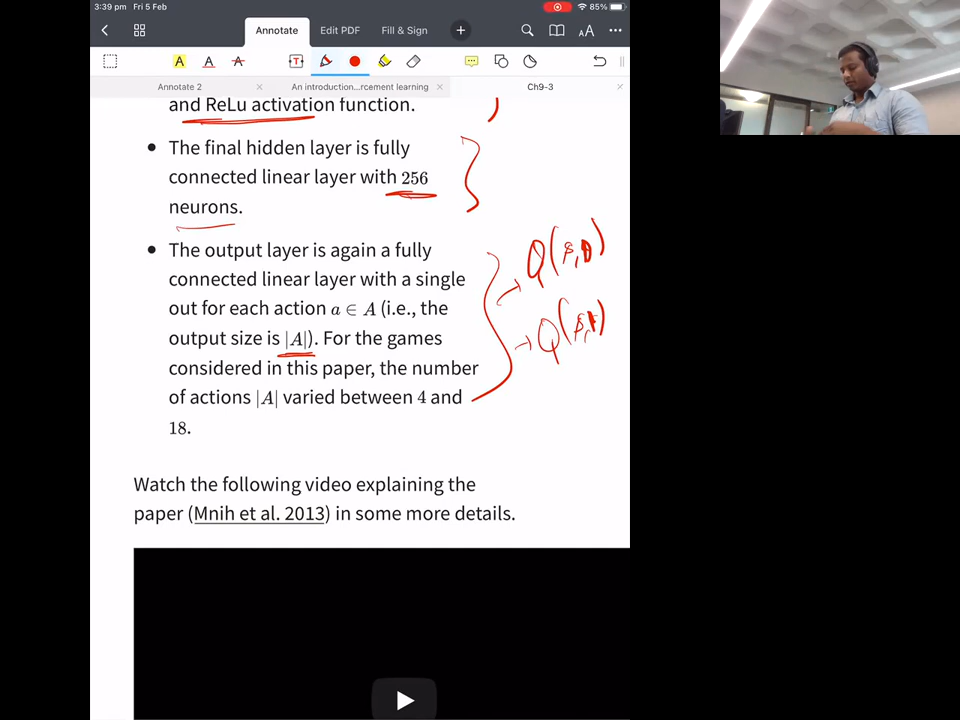 3:39 pm Fri 5 Feb
85%
Annotate
Edit PDF
Fill & Sign
A
A
A
T
AA
Annotate 2
An introduction...rcement learning
Ch9-3
and ReLu activation function.
• The final hidden layer is fully
connected linear layer with 256
neurons.
• The output layer is again a fully
connected linear layer with a single
out for each action a ∈ A (i.e., the
output size is |A|). For the games
considered in this paper, the number
of actions |A| varied between 4 and
18.
Watch the following video explaining the
paper (Mnih et al. 2013) in some more details.